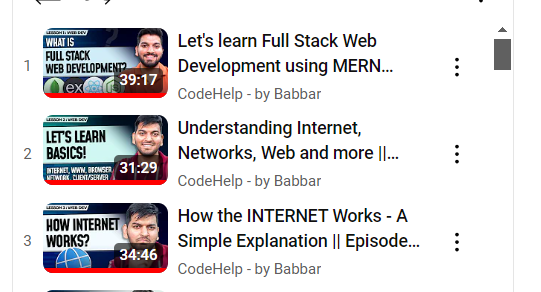 1
LESSON 1: WEB DEV
WHAT IS
FULL STACK
WEB DEVELOPMENT?
ex
39:17
Let's learn Full Stack Web
Development using MERN...
CodeHelp - by Babbar
2
LESSON 2: WEB DEV
LET'S LEARN
BASICS!
INTERNET, WWW, BROWSER
NETWORK, CLIENT/SERVER
31:29
Understanding Internet,
Networks, Web and more ||...
CodeHelp - by Babbar
3
HOW INTERNET
WORKS?
34:46
How the INTERNET Works - A
Simple Explanation || Episode...
CodeHelp - by Babbar